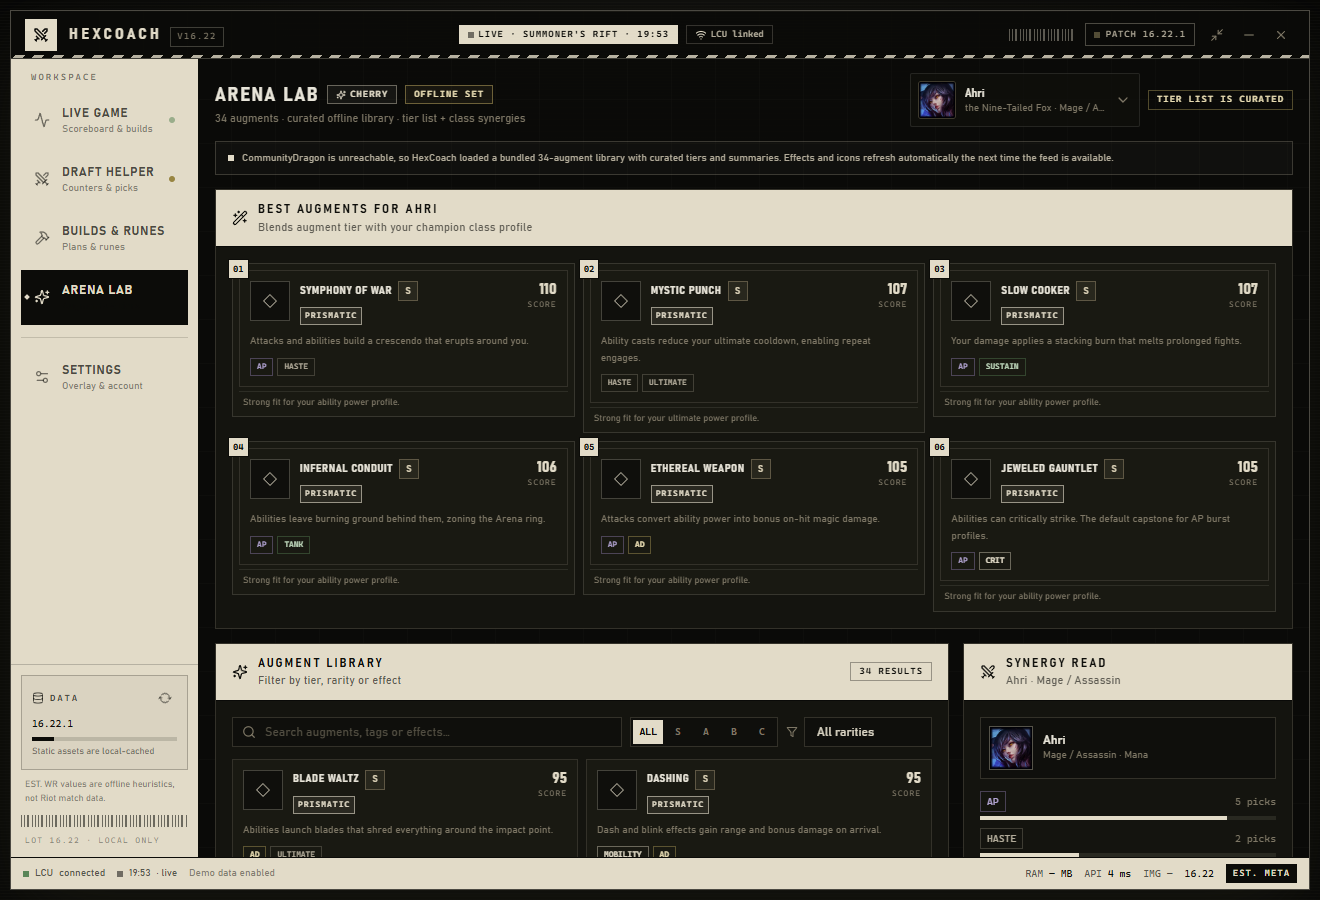 HEXCOACH V16.22
LIVE · SUMMONER'S RIFT · 19:53
LCU linked
PATCH 16.22.1
WORKSPACE
LIVE GAME
Scoreboard & builds
DRAFT HELPER
Counters & picks
BUILDS & RUNES
Plans & runes
ARENA LAB
SETTINGS
Overlay & account
DATA
16.22.1
Static assets are local-cached
EST. WR values are offline heuristics,
not Riot match data.
LOT 16.22 · LOCAL ONLY
ARENA LAB CHERRY OFFLINE SET
34 augments · curated offline library · tier list + class synergies
Ahri
the Nine-Tailed Fox · Mage / A...
TIER LIST IS CURATED
CommunityDragon is unreachable, so HexCoach loaded a bundled 34-augment library with curated tiers and summaries. Effects and icons refresh automatically the next time the feed is available.
BEST AUGMENTS FOR AHRI
Blends augment tier with your champion class profile
01
SYMPHONY OF WAR S
PRISMATIC
110
SCORE
Attacks and abilities build a crescendo that erupts around you.
AP HASTE
Strong fit for your ability power profile.
02
MYSTIC PUNCH S
PRISMATIC
107
SCORE
Ability casts reduce your ultimate cooldown, enabling repeat
engages.
HASTE ULTIMATE
Strong fit for your ultimate power profile.
03
SLOW COOKER S
PRISMATIC
107
SCORE
Your damage applies a stacking burn that melts prolonged fights.
AP SUSTAIN
Strong fit for your ability power profile.
04
INFERNAL CONDUIT S
PRISMATIC
106
SCORE
Abilities leave burning ground behind them, zoning the Arena ring.
AP TANK
Strong fit for your ability power profile.
05
ETHEREAL WEAPON S
PRISMATIC
105
SCORE
Attacks convert ability power into bonus on-hit magic damage.
AP AD
Strong fit for your ability power profile.
06
JEWELED GAUNTLET S
PRISMATIC
105
SCORE
Abilities can critically strike. The default capstone for AP burst
profiles.
AP CRIT
Strong fit for your ability power profile.
AUGMENT LIBRARY
Filter by tier, rarity or effect
34 RESULTS
Search augments, tags or effects…
ALL S A B C
All rarities
BLADE WALTZ S
PRISMATIC
95
SCORE
Abilities launch blades that shred everything around the impact point.
AD ULTIMATE
DASHING S
PRISMATIC
95
SCORE
Dash and blink effects gain range and bonus damage on arrival.
MOBILITY AD
SYNERGY READ
Ahri · Mage / Assassin
Ahri
Mage / Assassin · Mana
AP 5 picks
HASTE 2 picks
LCU connected 19:53 · live Demo data enabled
RAM — MB API 4 ms IMG — 16.22 EST. META